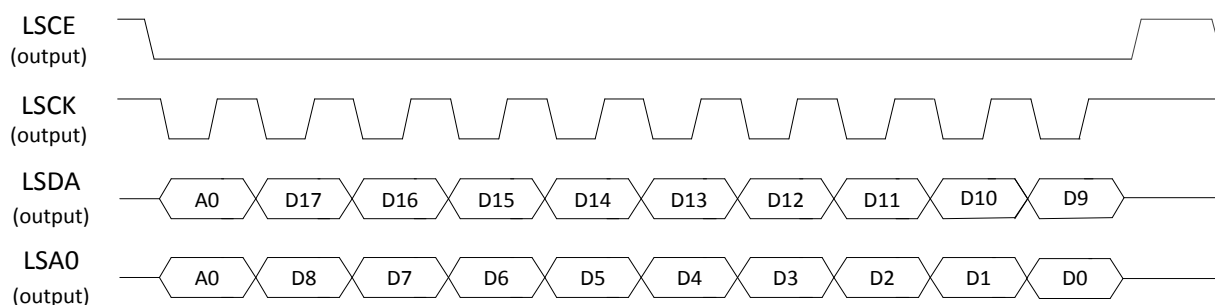 LSCE
(output)
LSCK
(output)
LSDA
(output)
A0 D17 D16 D15 D14 D13 D12 D11 D10 D9
LSA0
(output)
A0 D8 D7 D6 D5 D4 D3 D2 D1 D0